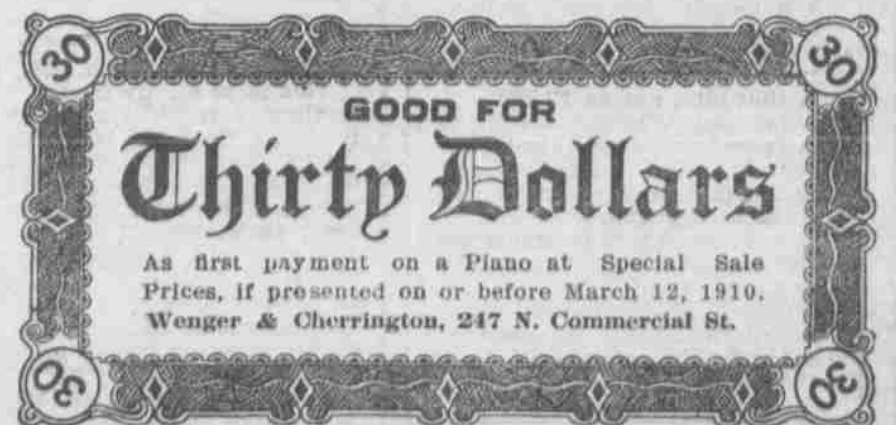 30 30
GOOD FOR
Thirty Dollars
As first payment on a Piano at Special Sale
Prices, if presented on or before March 12, 1910.
Wenger & Cherrington, 247 N. Commercial St.
30 30